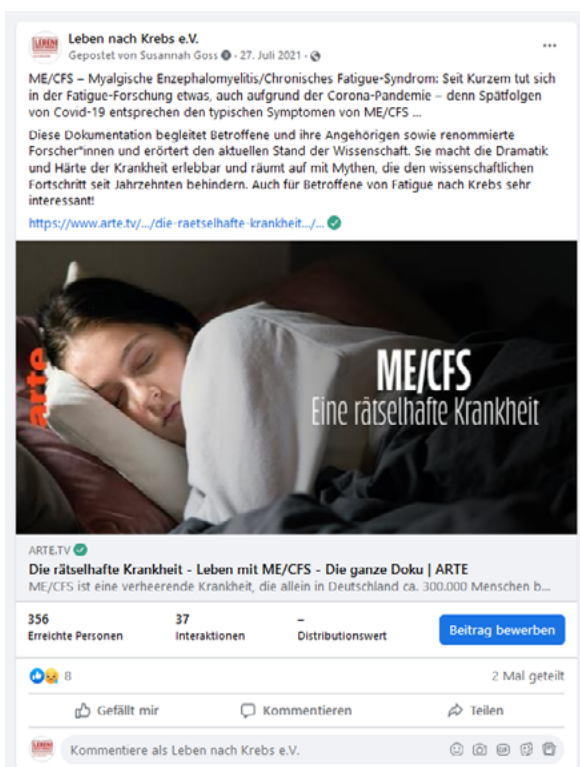 Leben nach Krebs e.V.
Gepostet von Susannah Goss · 27. Juli 2021 ·
ME/CFS – Myalgische Enzephalomyelitis/Chronisches Fatigue-Syndrom: Seit Kurzem tut sich
in der Fatigue-Forschung etwas, auch aufgrund der Corona-Pandemie – denn Spätfolgen
von Covid-19 entsprechen den typischen Symptomen von ME/CFS ...
Diese Dokumentation begleitet Betroffene und ihre Angehörigen sowie renommierte
Forscher*innen und erörtert den aktuellen Stand der Wissenschaft. Sie macht die Dramatik
und Härte der Krankheit erlebbar und räumt auf mit Mythen, die den wissenschaftlichen
Fortschritt seit Jahrzehnten behindern. Auch für Betroffene von Fatigue nach Krebs sehr
interessant!
https://www.arte.tv/.../die-raetselhafte-krankheit.../...
arte
ME/CFS
Eine rätselhafte Krankheit
ARTE.TV
Die rätselhafte Krankheit - Leben mit ME/CFS - Die ganze Doku | ARTE
ME/CFS ist eine verheerende Krankheit, die allein in Deutschland ca. 300.000 Menschen b...
356 37 –
Erreichte Personen Interaktionen Distributionswert
Beitrag bewerben
8 2 Mal geteilt
Gefällt mir Kommentieren Teilen
Kommentiere als Leben nach Krebs e.V.